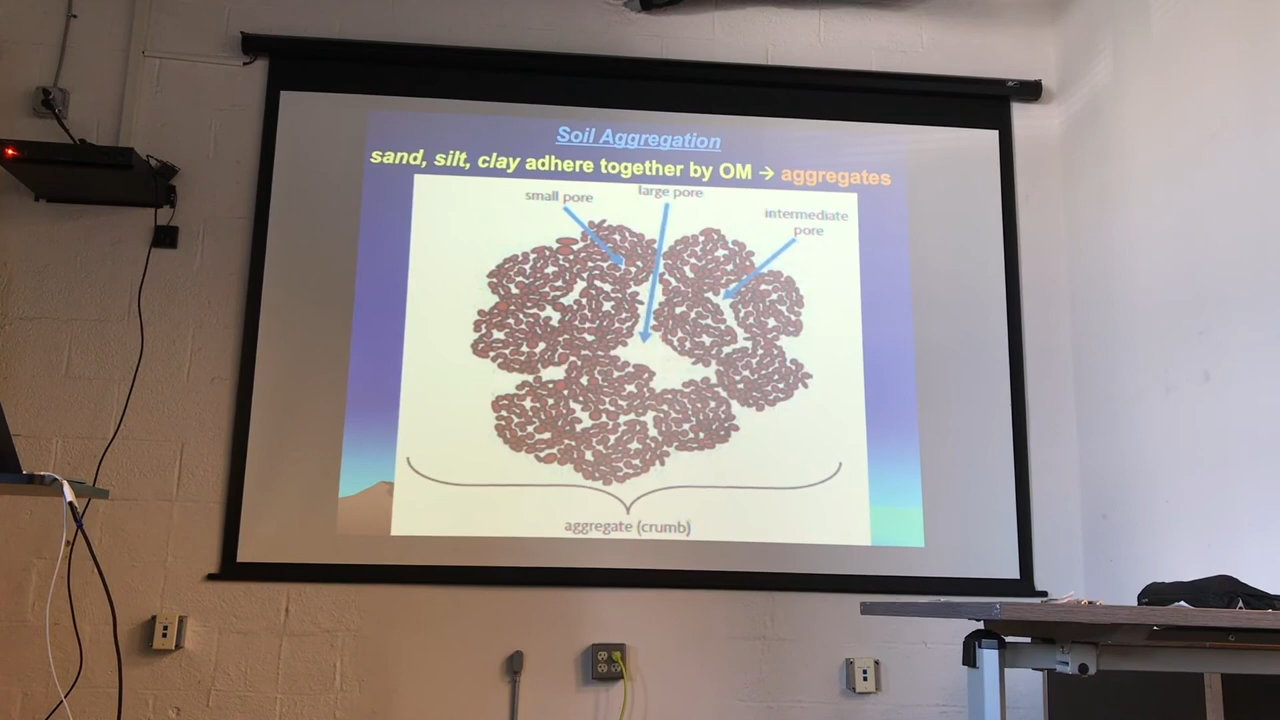 Soil Aggregation
sand, silt, clay adhere together by OM → aggregates
small pore
large pore
intermediate
pore
aggregate (crumb)